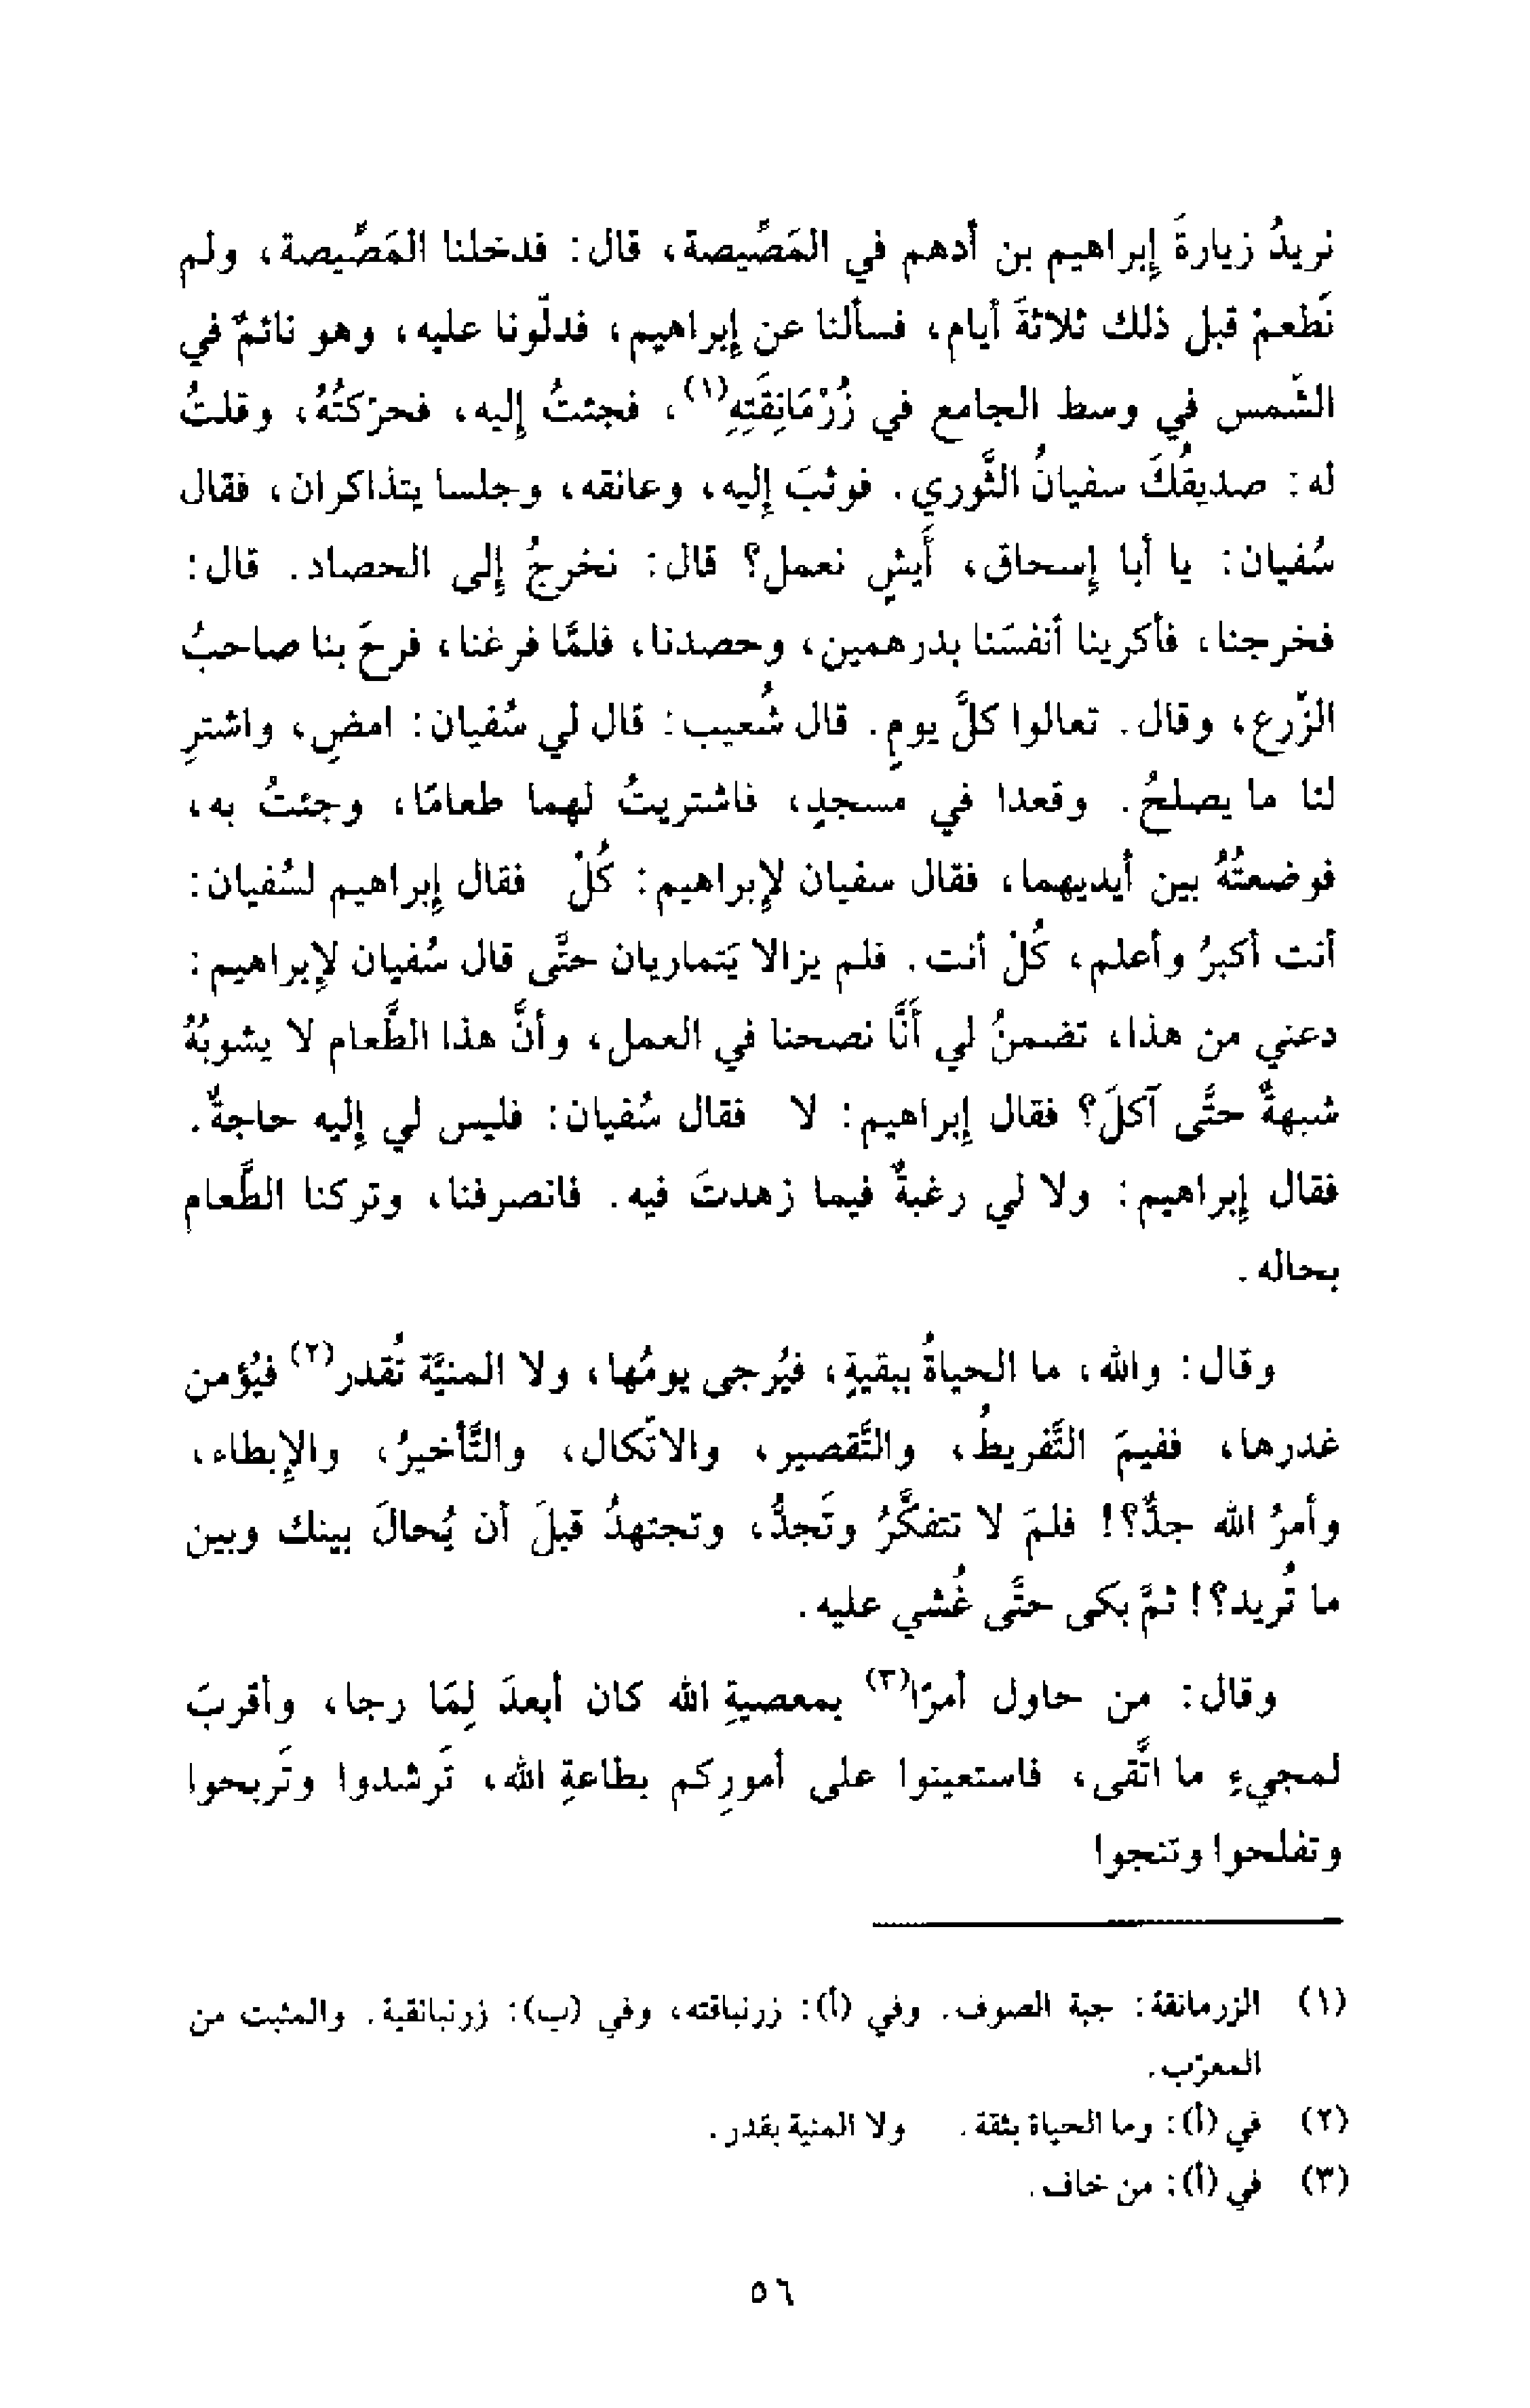 نريدُ زيارةَ إبراهيم بن أدهم في المَصِّيصة، قال: فدخلنا المَصِّيصة، ولم
نَطعمْ قبل ذلك ثلاثةَ أيام، فسألنا عن إبراهيم، فدلّونا عليه، وهو نائمٌ في
الشّمس في وسط الجامع في زُرْمَانِقَتِهِ(١)، فجئتُ إليه، فحرّكتُهُ، وقلتُ
له: صديقُكَ سفيانُ الثَّوري. فوثبَ إليه، وعانقه، وجلسا يتذاكران، فقال
سُفيان: يا أبا إسحاق، أَيشٍ نعمل؟ قال: نخرجُ إلى الحصاد. قال:
فخرجنا، فأكرينا أنفسَنا بدرهمين، وحصدنا، فلمَّا فرغنا، فرحَ بنا صاحبُ
الزّرع، وقال. تعالوا كلَّ يومٍ. قال شُعيب: قال لي سُفيان: امضِ، واشترِ
لنا ما يصلحُ. وقعدا في مسجدٍ، فاشتريتُ لهما طعامًا، وجئتُ به،
فوضعتُهُ بين أيديهما، فقال سفيان لإبراهيم: كُلْ فقال إبراهيم لسُفيان:
أنت أكبرُ وأعلم، كُلْ أنت. فلم يزالا يَتماريان حتَّى قال سُفيان لإبراهيم:
دعني من هذا، تضمنُ لي أَنَّا نصحنا في العمل، وأنَّ هذا الطَّعام لا يشوبُهُ
شبهةٌ حتَّى آكلَ؟ فقال إبراهيم: لا فقال سُفيان: فليس لي إليه حاجةٌ.
فقال إبراهيم: ولا لي رغبةٌ فيما زهدتَ فيه. فانصرفنا، وتركنا الطَّعام
بحاله.
وقال: والله، ما الحياةُ ببقيةٍ، فيُرجى يومُها، ولا المنيَّة تُقدر(٢) فيُؤمن
غدرها، ففيمَ التَّفريطُ، والتَّقصير، والاتّكال، والتَّأخيرُ، والإبطاء،
وأمرُ الله جدٌّ؟! فلمَ لا تتفكَّرُ وتَجدُّ، وتجتهدُ قبلَ أن يُحالَ بينك وبين
ما تُريد؟! ثمَّ بكى حتَّى غُشي عليه.
وقال: من حاول أمرًا(٣) بمعصيةِ الله كان أبعدَ لِمَا رجا، وأقربَ
لمجيءِ ما اتَّقى، فاستعينوا على أمورِكم بطاعةِ الله، تَرشدوا وتَربحوا
وتفلحوا وتنجوا
(١) الزرمانقة: جبة الصوف. وفي (أ): زرنباقته، وفي (ب): زرنبانقية. والمثبت من
المعرّب.
(٢) في (أ): وما الحياة بثقة. ولا المنية بقدر.
(٣) في (أ): من خاف.
٥٦